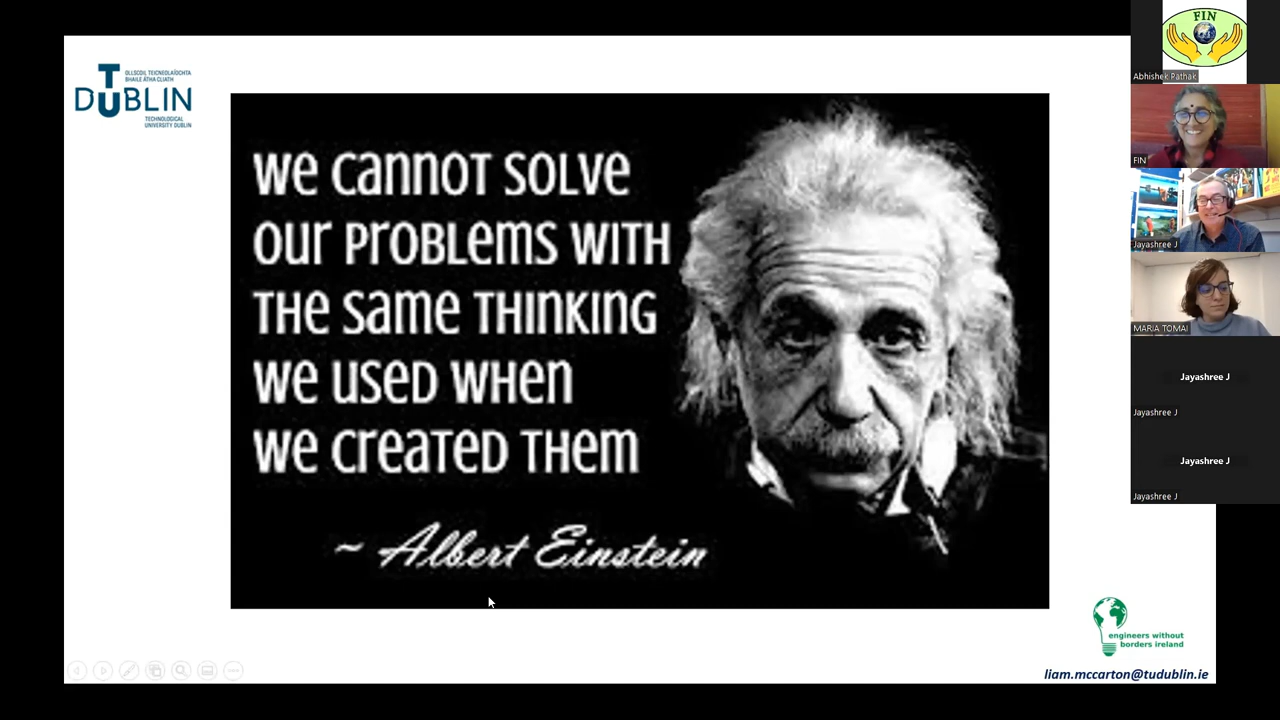 OLLSCOIL TEICNEOLAÍOCHTA
BHAILE ÁTHA CLIATH
TU DUBLIN
TECHNOLOGICAL
UNIVERSITY DUBLIN
We cannot solve
our problems with
the same thinking
we used when
we created them
~ Albert Einstein
engineers without
borders ireland
liam.mccarton@tudublin.ie
FIN
Abhishek Pathak
FIN
Jayashree J
MARIA TOMAI
Jayashree J
Jayashree J
Jayashree J
Jayashree J